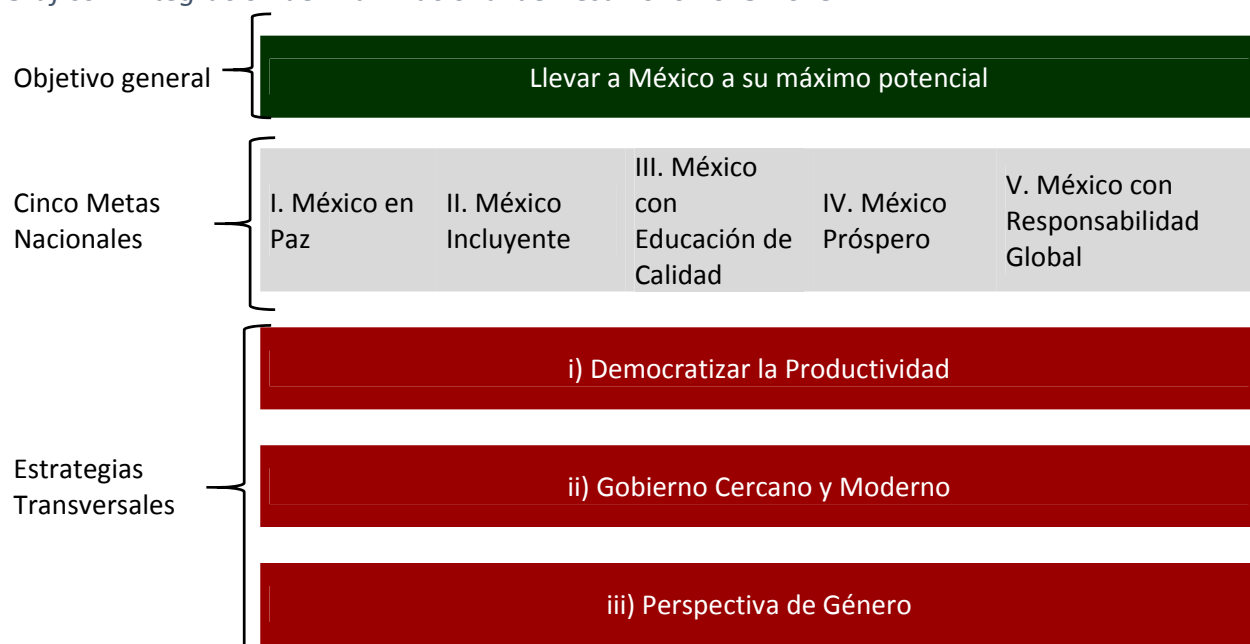 Objetivo general
Llevar a México a su máximo potencial
Cinco Metas
Nacionales
I. México en
Paz
II. México
Incluyente
III. México
con
Educación de
Calidad
IV. México
Próspero
V. México con
Responsabilidad
Global
Estrategias
Transversales
i) Democratizar la Productividad
ii) Gobierno Cercano y Moderno
iii) Perspectiva de Género